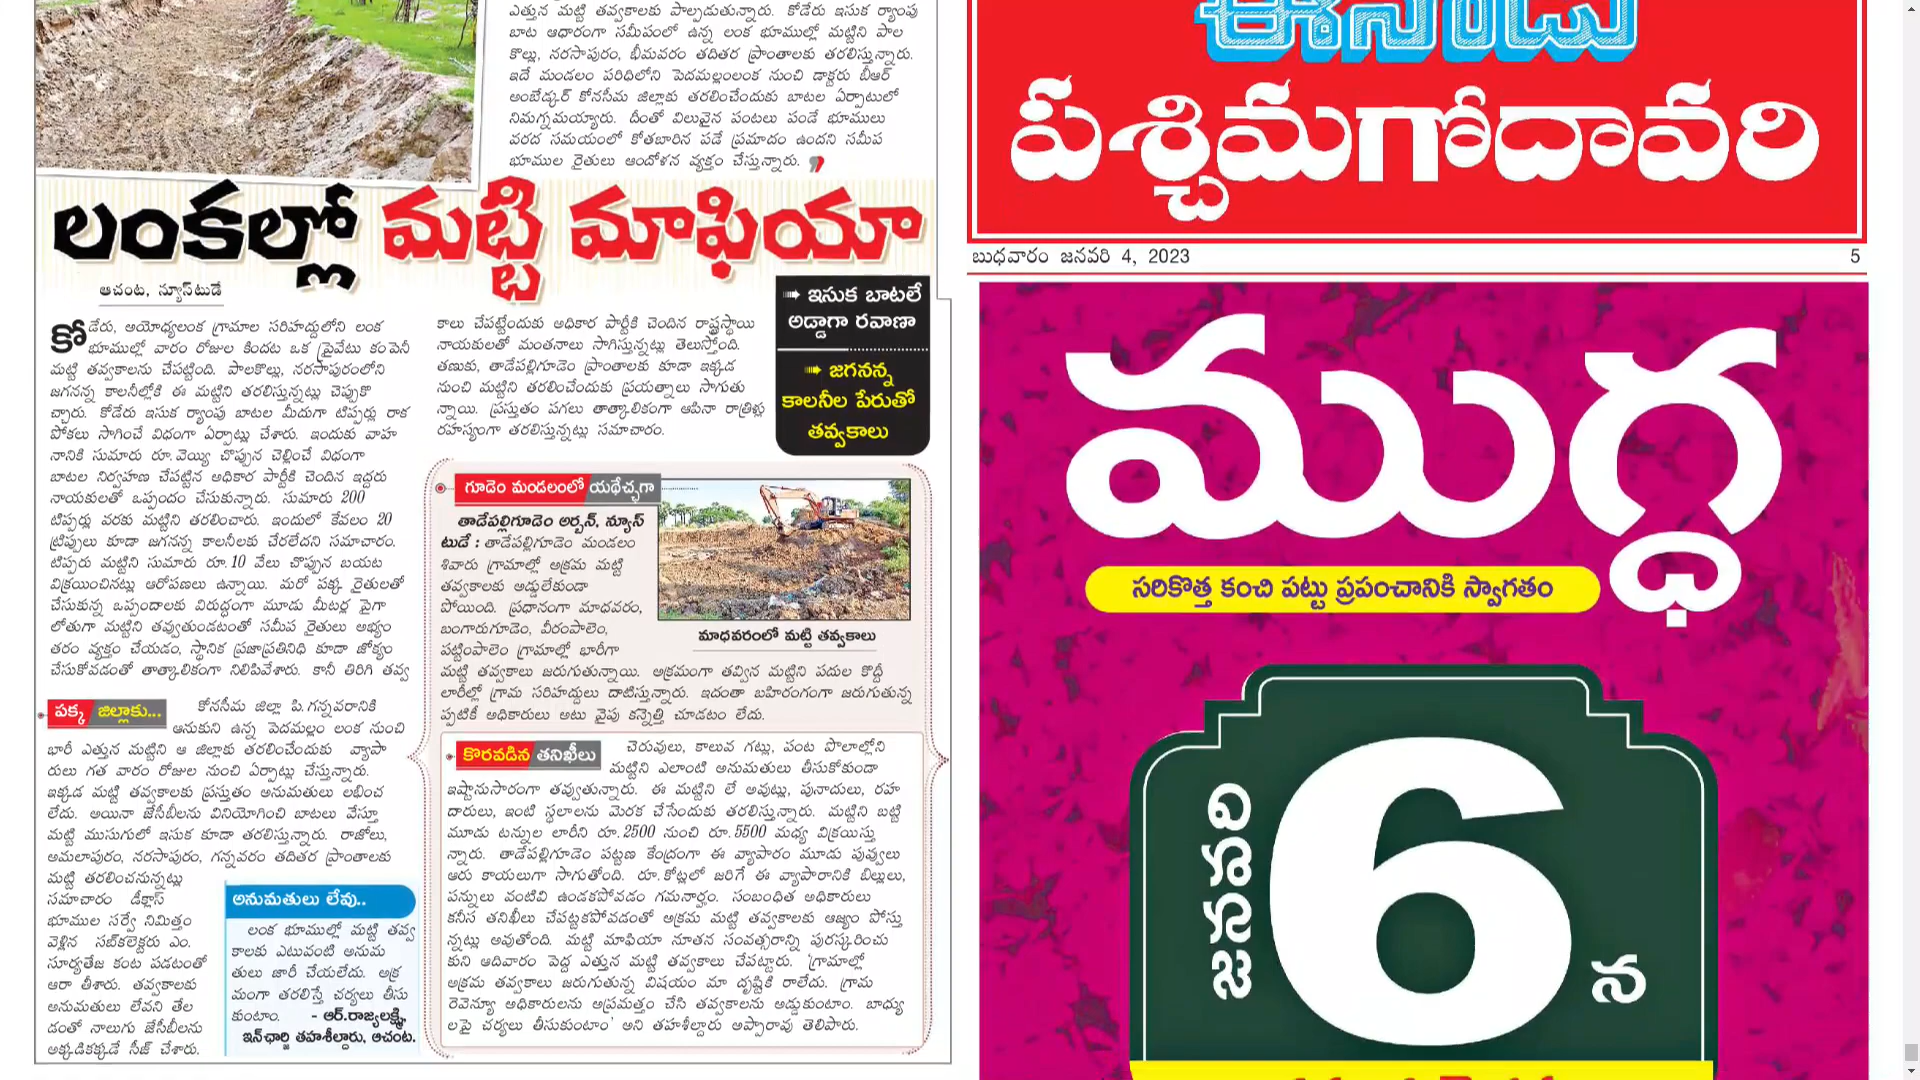 ఎత్తున మట్టి తవ్వకాలకు పాల్పడుతున్నారు. కోడేరు ఇసుక ర్యాంపు
బాట ఆధారంగా సమీపంలో ఉన్న లంక భూముల్లో మట్టిని పాల
కొల్లు, నరసాపురం, భీమవరం తదితర ప్రాంతాలకు తరలిస్తున్నారు.
ఇదే మండలం పరిధిలోని పెదమల్లంలంక నుంచి డాక్టరు బీఆర్
అంబేడ్కర్ కోనసీమ జిల్లాకు తరలించేందుకు బాటల ఏర్పాటులో
నిమగ్నమయ్యారు. దీంతో విలువైన పంటలు పండే భూములు
వరద సమయంలో కోతబారిన పడే ప్రమాదం ఉందని సమీప
భూముల రైతులు ఆందోళన వ్యక్తం చేస్తున్నారు.
లంకల్లో మట్టి మాఫియా
ఆచంట, న్యూస్‌టుడే
కోడేరు, అయోధ్యలంక గ్రామాల సరిహద్దులోని లంక
భూముల్లో వారం రోజుల కిందట ఒక ప్రైవేటు కంపెనీ
మట్టి తవ్వకాలను చేపట్టింది. పాలకొల్లు, నరసాపురంలోని
జగనన్న కాలనీల్లోకి ఈ మట్టిని తరలిస్తున్నట్లు చెప్పుకొ
చ్చారు. కోడేరు ఇసుక ర్యాంపు బాటల మీదుగా టిప్పర్లు రాక
పోకలు సాగించే విధంగా ఏర్పాట్లు చేశారు. ఇందుకు వాహ
నానికి సుమారు రూ.వెయ్యి చొప్పున చెల్లించే విధంగా
బాటల నిర్వహణ చేపట్టిన అధికార పార్టీకి చెందిన ఇద్దరు
నాయకులతో ఒప్పందం చేసుకున్నారు. సుమారు 200
టిప్పర్లు వరకు మట్టిని తరలించారు. ఇందులో కేవలం 20
ట్రిప్పులు కూడా జగనన్న కాలనీలకు చేరలేదని సమాచారం.
టిప్పరు మట్టిని సుమారు రూ.10 వేలు చొప్పున బయట
విక్రయించినట్లు ఆరోపణలు ఉన్నాయి. మరో పక్క రైతులతో
చేసుకున్న ఒప్పందాలకు విరుద్ధంగా మూడు మీటర్ల పైగా
లోతుగా మట్టిని తవ్వుతుండటంతో సమీప రైతులు అభ్యం
తరం వ్యక్తం చేయడం, స్థానిక ప్రజాప్రతినిధి కూడా జోక్యం
చేసుకోవడంతో తాత్కాలికంగా నిలిపివేశారు. కానీ తిరిగి తవ్వ
కాలు చేపట్టేందుకు అధికార పార్టీకి చెందిన రాష్ట్రస్థాయి
నాయకులతో మంతనాలు సాగిస్తున్నట్లు తెలుస్తోంది.
తణుకు, తాడేపల్లిగూడెం ప్రాంతాలకు కూడా ఇక్కడ
నుంచి మట్టిని తరలించేందుకు ప్రయత్నాలు సాగుతు
న్నాయి. ప్రస్తుతం పగలు తాత్కాలికంగా ఆపినా రాత్రిళ్లు
రహస్యంగా తరలిస్తున్నట్లు సమాచారం.
ఇసుక బాటలే
అడ్డాగా రవాణా
జగనన్న
కాలనీల పేరుతో
తవ్వకాలు
పక్క జిల్లాకు...
కోనసీమ జిల్లా పి.గన్నవరానికి
ఆనుకుని ఉన్న పెదమల్లం లంక నుంచి
భారీ ఎత్తున మట్టిని ఆ జిల్లాకు తరలించేందుకు వ్యాపా
రులు గత వారం రోజుల నుంచి ఏర్పాట్లు చేస్తున్నారు.
ఇక్కడ మట్టి తవ్వకాలకు ప్రస్తుతం అనుమతులు లభించ
లేదు. అయినా జేసీబీలను వినియోగించి బాటలు వేస్తూ
మట్టి ముసుగులో ఇసుక కూడా తరలిస్తున్నారు. రాజోలు,
అమలాపురం, నరసాపురం, గన్నవరం తదితర ప్రాంతాలకు
మట్టి తరలించనున్నట్లు
సమాచారం డీక్లాస్
భూముల సర్వే నిమిత్తం
వెళ్లిన సబ్‌కలెక్టరు ఎం.
సూర్యతేజ కంట పడటంతో
ఆరా తీశారు. తవ్వకాలకు
అనుమతులు లేవని తేల
డంతో నాలుగు జేసీబీలను
అక్కడికక్కడే సీజ్ చేశారు.
అనుమతులు లేవు..
లంక భూముల్లో మట్టి తవ్వ
కాలకు ఎటువంటి అనుమ
తులు జారీ చేయలేదు. అక్ర
మంగా తరలిస్తే చర్యలు తీసు
కుంటాం. - ఆర్.రాజ్యలక్ష్మి,
ఇన్‌ఛార్జి తహశీల్దారు, ఆచంట.
గూడెం మండలంలో యథేచ్ఛగా
తాడేపల్లిగూడెం అర్బన్, న్యూస్
టుడే : తాడేపల్లిగూడెం మండలం
శివారు గ్రామాల్లో అక్రమ మట్టి
తవ్వకాలకు అడ్డులేకుండా
పోయింది. ప్రధానంగా మాధవరం,
బంగారుగూడెం, వీరంపాలెం,
పట్టింపాలెం గ్రామాల్లో భారీగా
మట్టి తవ్వకాలు జరుగుతున్నాయి. అక్రమంగా తవ్విన మట్టిని పదుల కొద్దీ
లారీల్లో గ్రామ సరిహద్దులు దాటిస్తున్నారు. ఇదంతా బహిరంగంగా జరుగుతున్న
ప్పటికీ అధికారులు అటు వైపు కన్నెత్తి చూడటం లేదు.
మాధవరంలో మట్టి తవ్వకాలు
కొరవడిన తనిఖీలు
చెరువులు, కాలువ గట్లు, పంట పొలాల్లోని
మట్టిని ఎలాంటి అనుమతులు తీసుకోకుండా
ఇష్టానుసారంగా తవ్వుతున్నారు. ఈ మట్టిని లే అవుట్లు, పునాదులు, రహ
దారులు, ఇంటి స్థలాలను మెరక చేసేందుకు తరలిస్తున్నారు. మట్టిని బట్టి
మూడు టన్నుల లారీని రూ.2500 నుంచి రూ.5500 మధ్య విక్రయిస్తు
న్నారు. తాడేపల్లిగూడెం పట్టణ కేంద్రంగా ఈ వ్యాపారం మూడు పువ్వులు
ఆరు కాయలుగా సాగుతోంది. రూ.కోట్లలో జరిగే ఈ వ్యాపారానికి బిల్లులు,
పన్నులు వంటివి ఉండకపోవడం గమనార్హం. సంబంధిత అధికారులు
కనీస తనిఖీలు చేపట్టకపోవడంతో అక్రమ మట్టి తవ్వకాలకు ఆజ్యం పోస్తు
న్నట్లు అవుతోంది. మట్టి మాఫియా నూతన సంవత్సరాన్ని పురస్కరించు
కుని ఆదివారం పెద్ద ఎత్తున మట్టి తవ్వకాలు చేపట్టారు. 'గ్రామాల్లో
అక్రమ తవ్వకాలు జరుగుతున్న విషయం మా దృష్టికి రాలేదు. గ్రామ
రెవెన్యూ అధికారులను అప్రమత్తం చేసి తవ్వకాలను అడ్డుకుంటాం. బాధ్యు
లపై చర్యలు తీసుకుంటాం' అని తహశీల్దారు అప్పారావు తెలిపారు.
ఈనాడు
పశ్చిమగోదావరి
బుధవారం జనవరి 4, 2023 5
ముగ్ధ
సరికొత్త కంచి పట్టు ప్రపంచానికి స్వాగతం
జనవరి
6
న